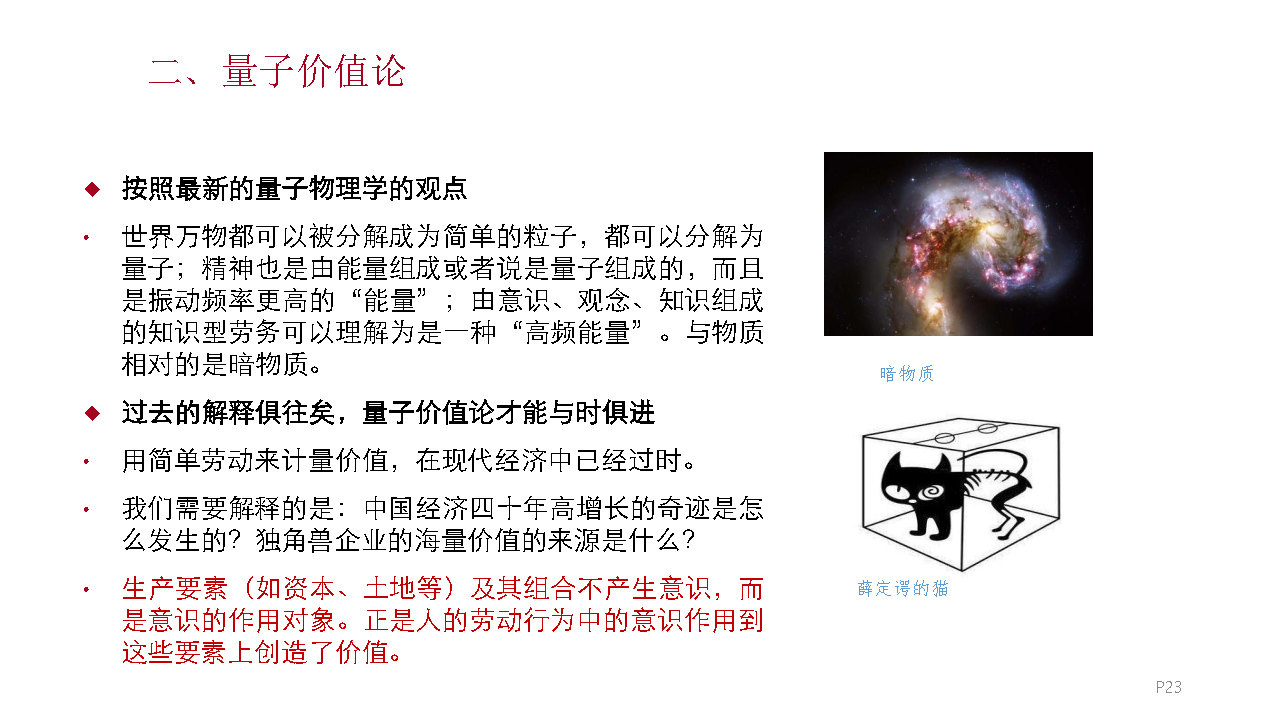 二、量子价值论
◆ 按照最新的量子物理学的观点
• 世界万物都可以被分解成为简单的粒子，都可以分解为
量子；精神也是由能量组成或者说是量子组成的，而且
是振动频率更高的“能量”；由意识、观念、知识组成
的知识型劳务可以理解为是一种“高频能量”。与物质
相对的是暗物质。
◆ 过去的解释俱往矣，量子价值论才能与时俱进
• 用简单劳动来计量价值，在现代经济中已经过时。
• 我们需要解释的是：中国经济四十年高增长的奇迹是怎
么发生的？独角兽企业的海量价值的来源是什么？
• 生产要素（如资本、土地等）及其组合不产生意识，而
是意识的作用对象。正是人的劳动行为中的意识作用到
这些要素上创造了价值。
暗物质
薛定谔的猫
P23